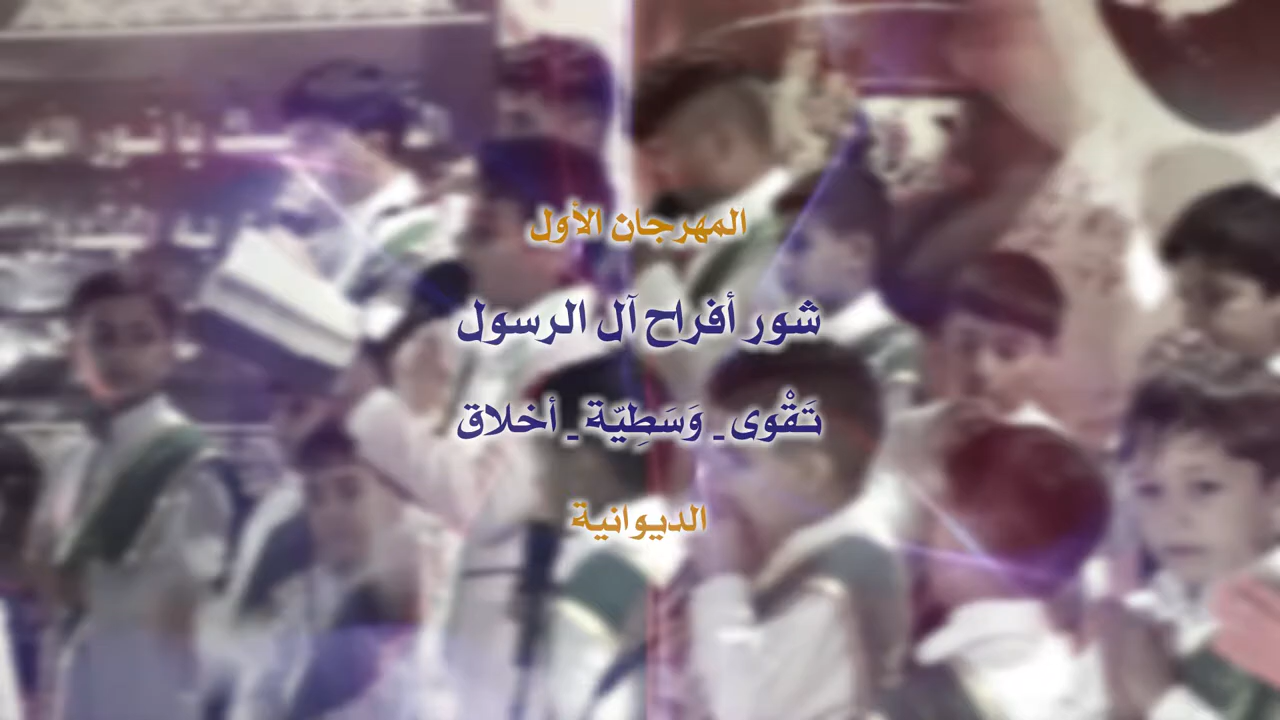 المهرجان الأول
شور أفراح آل الرسول
تَقْوى ـ وَسَطِيّة ـ أخلاق
الديوانية